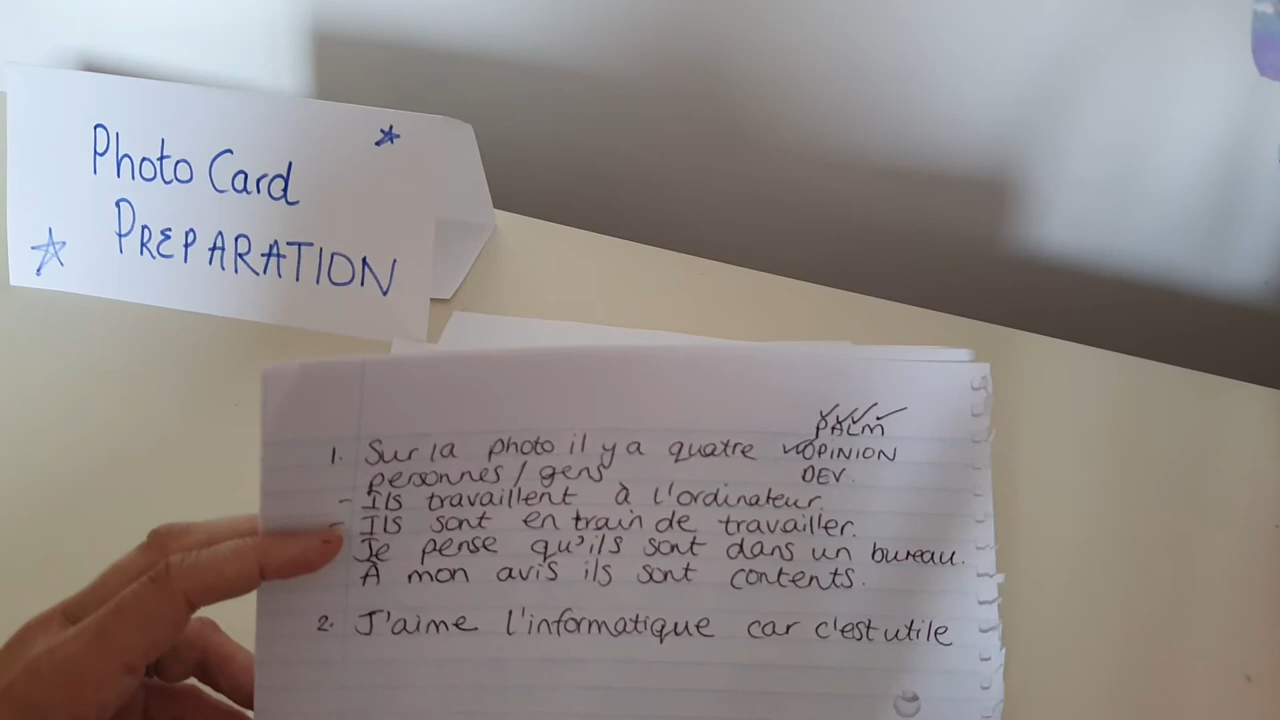 Photo Card
PREPARATION
PALM
1. Sur la photo il y a quatre
OPINION
personnes / gens
DEV.
- Ils travaillent à l'ordinateur.
- Ils sont en train de travailler.
Je pense qu'ils sont dans un bureau.
À mon avis ils sont contents.
2. J'aime l'informatique car c'est utile